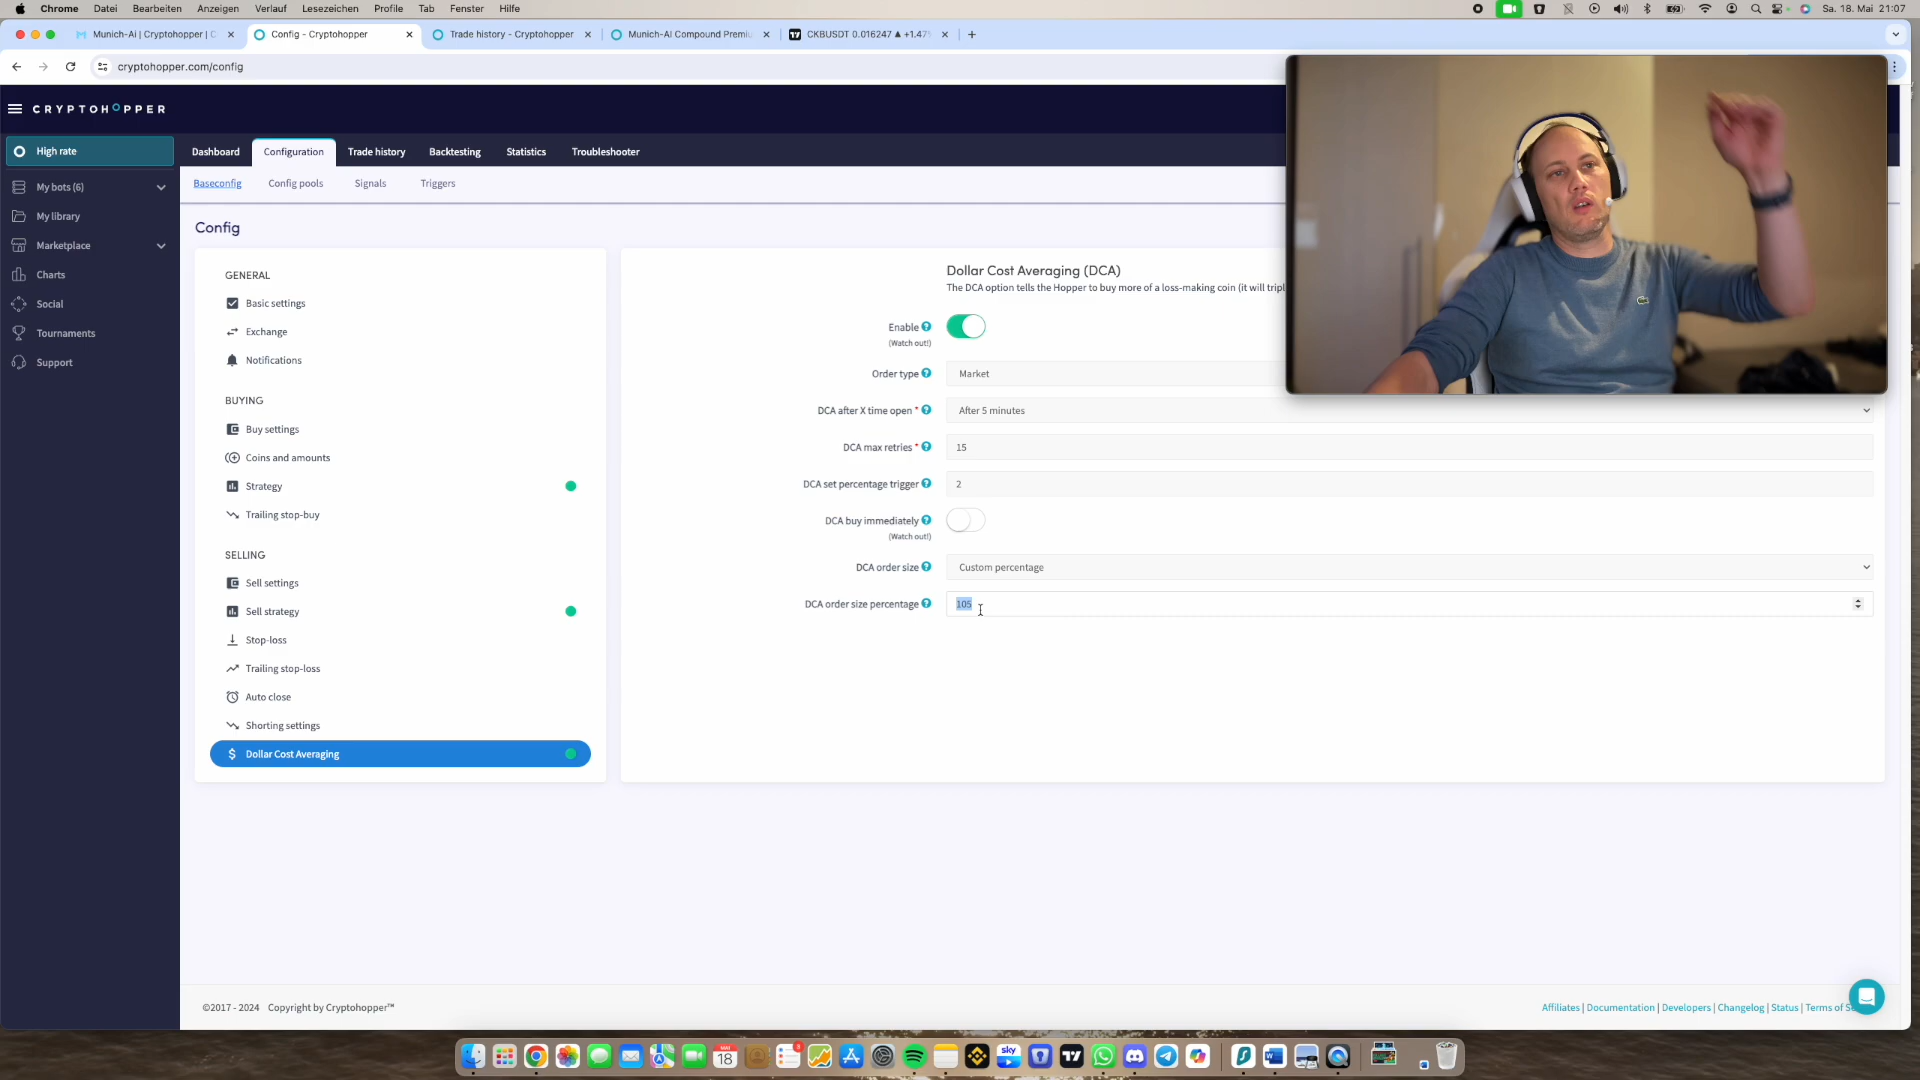 Chrome Datei Bearbeiten Anzeigen Verlauf Lesezeichen Profile Tab Fenster Hilfe Sa. 18. Mai 21:07
Munich-Ai | Cryptohopper | C Config - Cryptohopper Trade history - Cryptohopper Munich-AI Compound Premiu CKBUSDT 0.016247 ▲ +1.47%
cryptohopper.com/config
CRYPTOHOPPER
High rate
My bots (6)
My library
Marketplace
Charts
Social
Tournaments
Support
Dashboard Configuration Trade history Backtesting Statistics Troubleshooter
Baseconfig Config pools Signals Triggers
Config
GENERAL
Basic settings
Exchange
Notifications
BUYING
Buy settings
Coins and amounts
Strategy
Trailing stop-buy
SELLING
Sell settings
Sell strategy
Stop-loss
Trailing stop-loss
Auto close
Shorting settings
Dollar Cost Averaging
Dollar Cost Averaging (DCA)
The DCA option tells the Hopper to buy more of a loss-making coin (it will tripl
Enable
(Watch out!)
Order type Market
DCA after X time open * After 5 minutes
DCA max retries * 15
DCA set percentage trigger 2
DCA buy immediately
(Watch out!)
DCA order size Custom percentage
DCA order size percentage 105
©2017 - 2024 Copyright by Cryptohopper™
Affiliates | Documentation | Developers | Changelog | Status | Terms of
MAI
18
sky